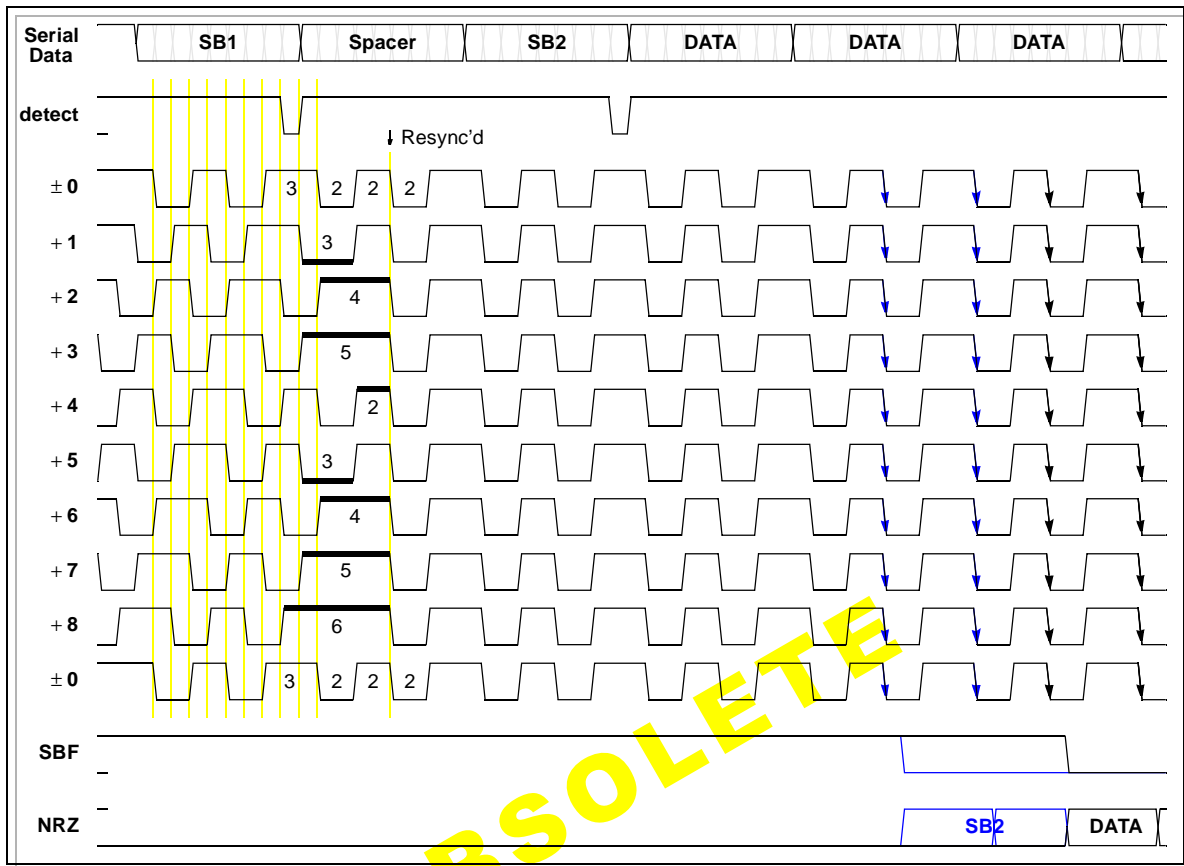 Serial Data SB1 Spacer SB2 DATA DATA DATA
detect
Resync'd
± 0 3 2 2 2
+ 1 3
+ 2 4
+ 3 5
+ 4 2
+ 5 3
+ 6 4
+ 7 5
+ 8 6
± 0 3 2 2 2
SBF
NRZ SB2 DATA
BSOLETE